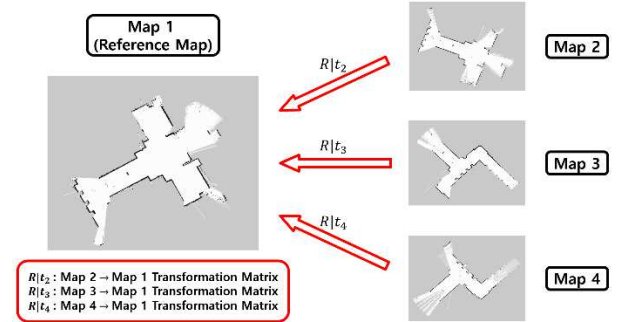 Map 1
(Reference Map)
Map 2
R|t₂
R|t₃
Map 3
R|t₄
Map 4
R|t₂ : Map 2 → Map 1 Transformation Matrix
R|t₃ : Map 3 → Map 1 Transformation Matrix
R|t₄ : Map 4 → Map 1 Transformation Matrix